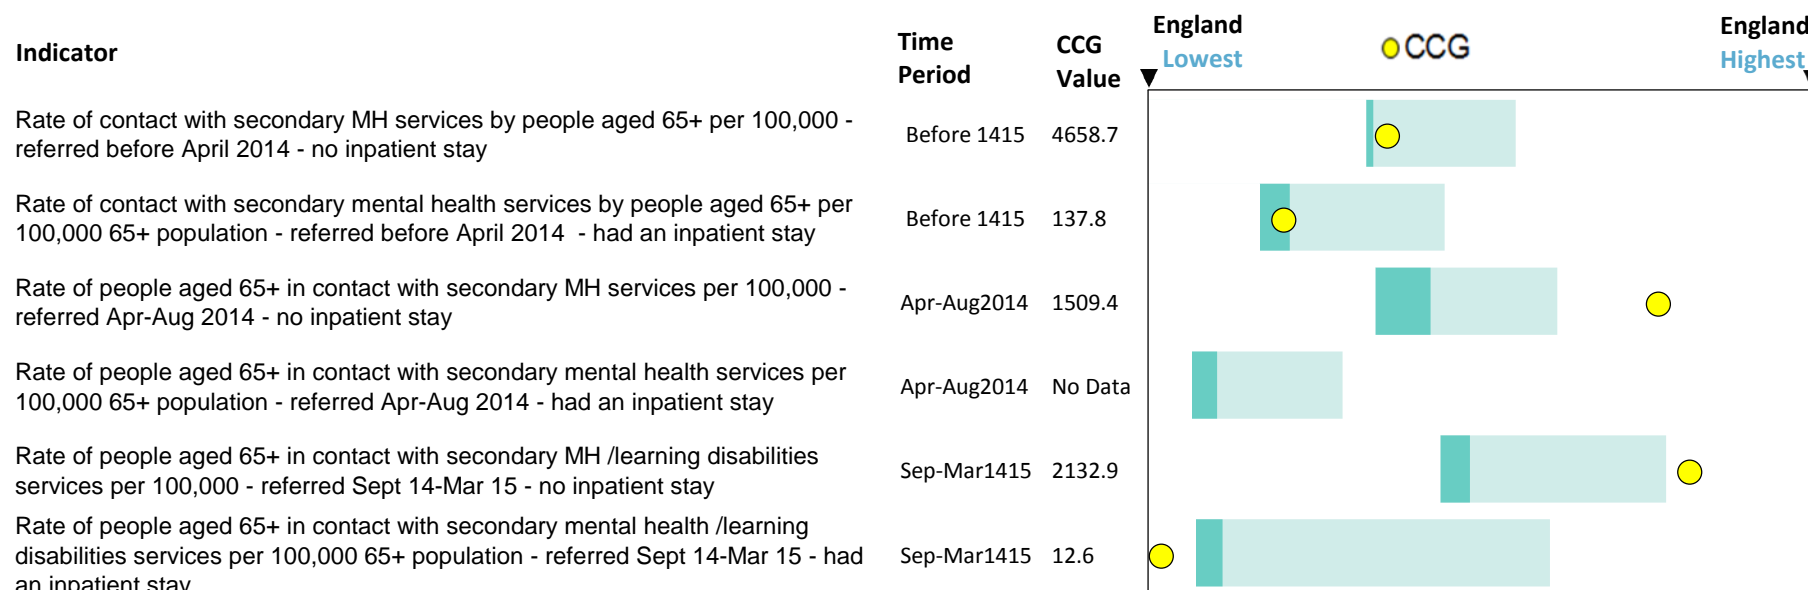 Indicator
Time Period
CCG Value
England Lowest
CCG
England Highest
Rate of contact with secondary MH services by people aged 65+ per 100,000 -
referred before April 2014 - no inpatient stay
Before 1415 4658.7
Rate of contact with secondary mental health services by people aged 65+ per
100,000 65+ population - referred before April 2014 - had an inpatient stay
Before 1415 137.8
Rate of people aged 65+ in contact with secondary MH services per 100,000 -
referred Apr-Aug 2014 - no inpatient stay
Apr-Aug2014 1509.4
Rate of people aged 65+ in contact with secondary mental health services per
100,000 65+ population - referred Apr-Aug 2014 - had an inpatient stay
Apr-Aug2014 No Data
Rate of people aged 65+ in contact with secondary MH /learning disabilities
services per 100,000 - referred Sept 14-Mar 15 - no inpatient stay
Sep-Mar1415 2132.9
Rate of people aged 65+ in contact with secondary mental health /learning
disabilities services per 100,000 65+ population - referred Sept 14-Mar 15 - had
an inpatient stay
Sep-Mar1415 12.6